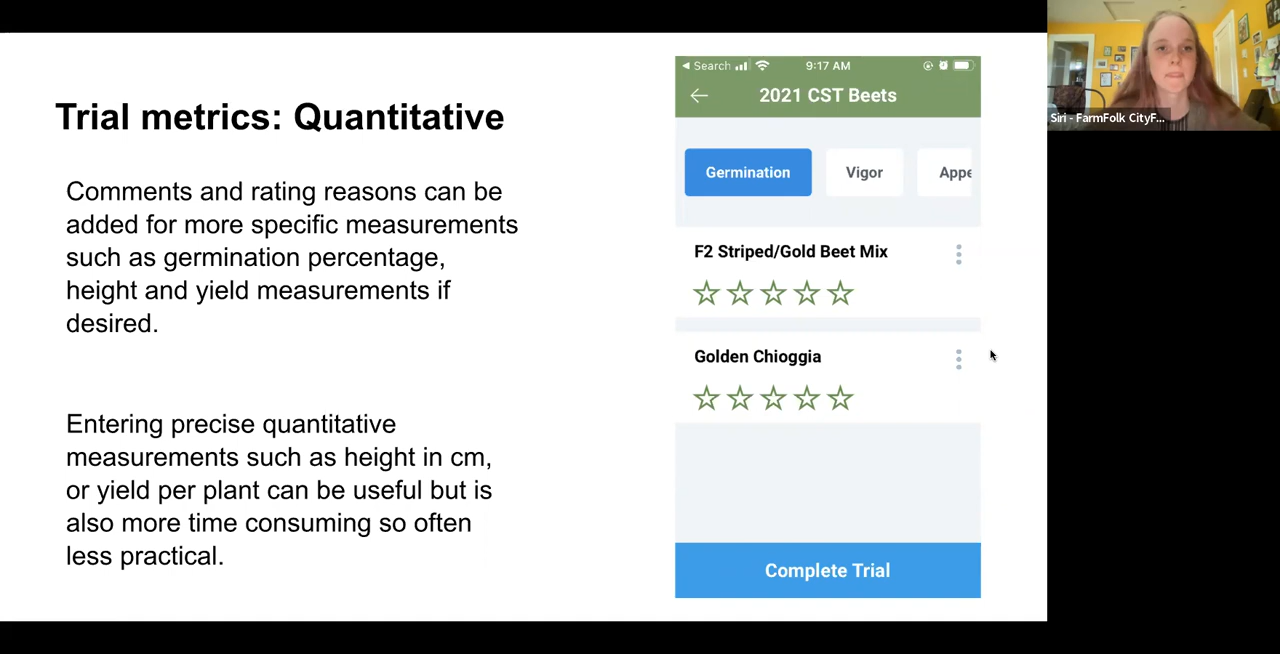 Trial metrics: Quantitative
Comments and rating reasons can be
added for more specific measurements
such as germination percentage,
height and yield measurements if
desired.
Entering precise quantitative
measurements such as height in cm,
or yield per plant can be useful but is
also more time consuming so often
less practical.
Search 9:17 AM
2021 CST Beets
Germination Vigor Appe
F2 Striped/Gold Beet Mix
Golden Chioggia
Complete Trial
Siri - FarmFolk CityF...